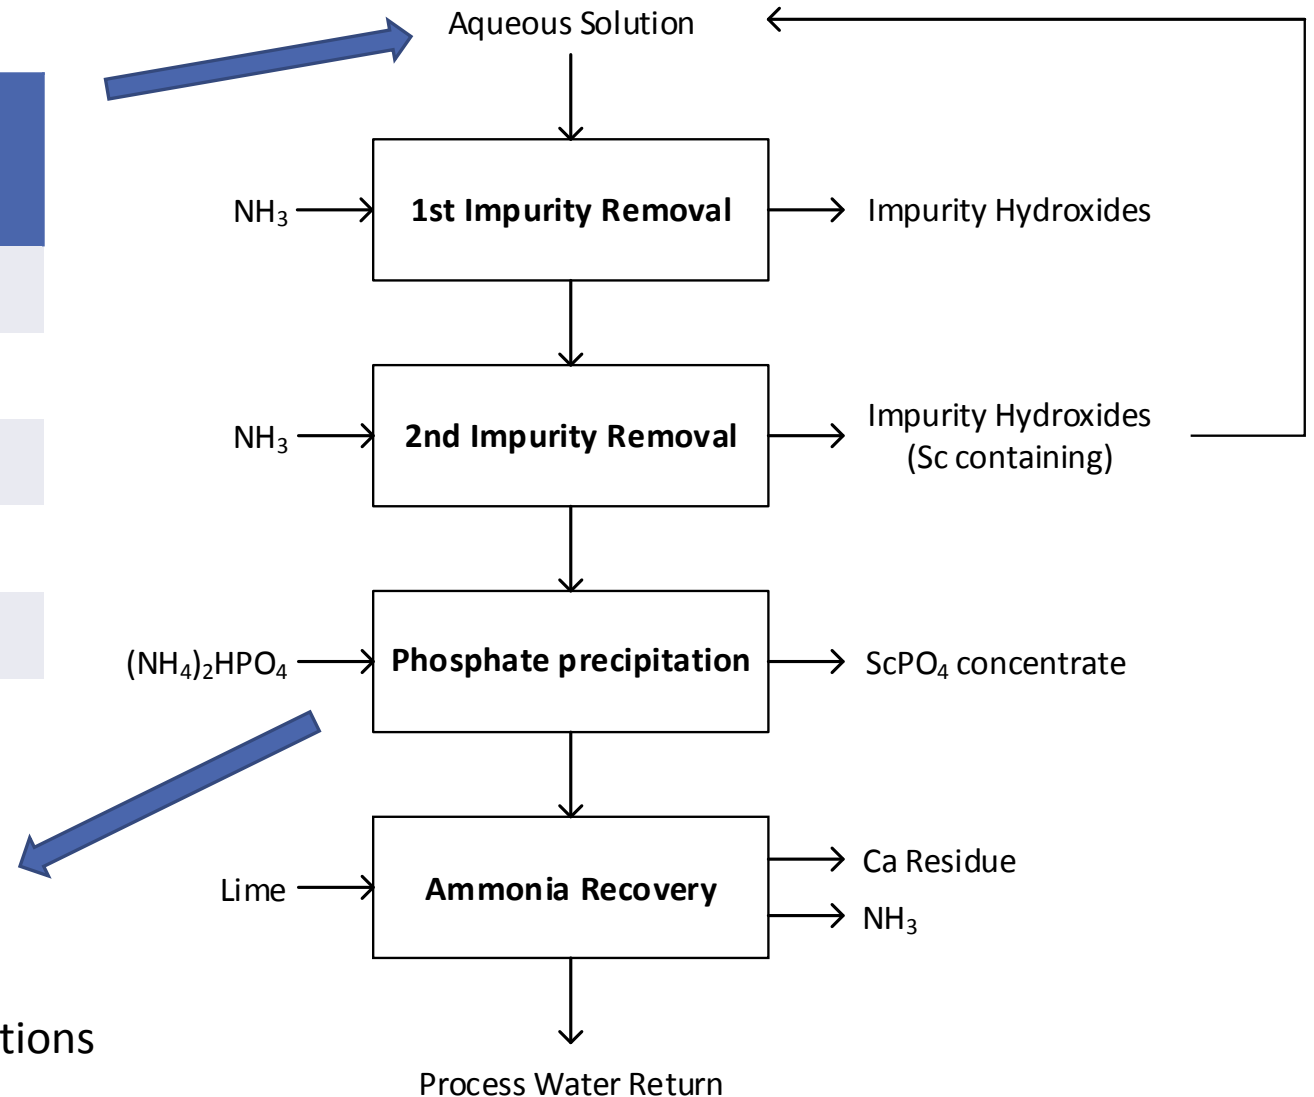 Aqueous Solution
NH₃
1st Impurity Removal
Impurity Hydroxides
NH₃
2nd Impurity Removal
Impurity Hydroxides
(Sc containing)
(NH₄)₂HPO₄
Phosphate precipitation
ScPO₄ concentrate
Lime
Ammonia Recovery
Ca Residue
NH₃
tions
Process Water Return